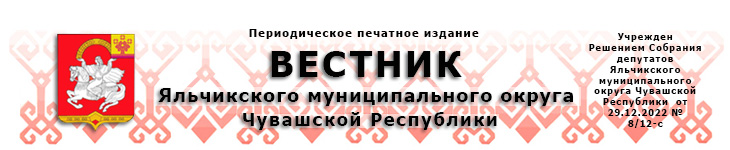 Периодическое печатное издание
ВЕСТНИК
Яльчикского муниципального округа
Чувашской Республики
Учрежден
Решением Собрания
депутатов
Яльчикского
муниципального
округа Чувашской
Республики от
29.12.2022 №
8/12-с